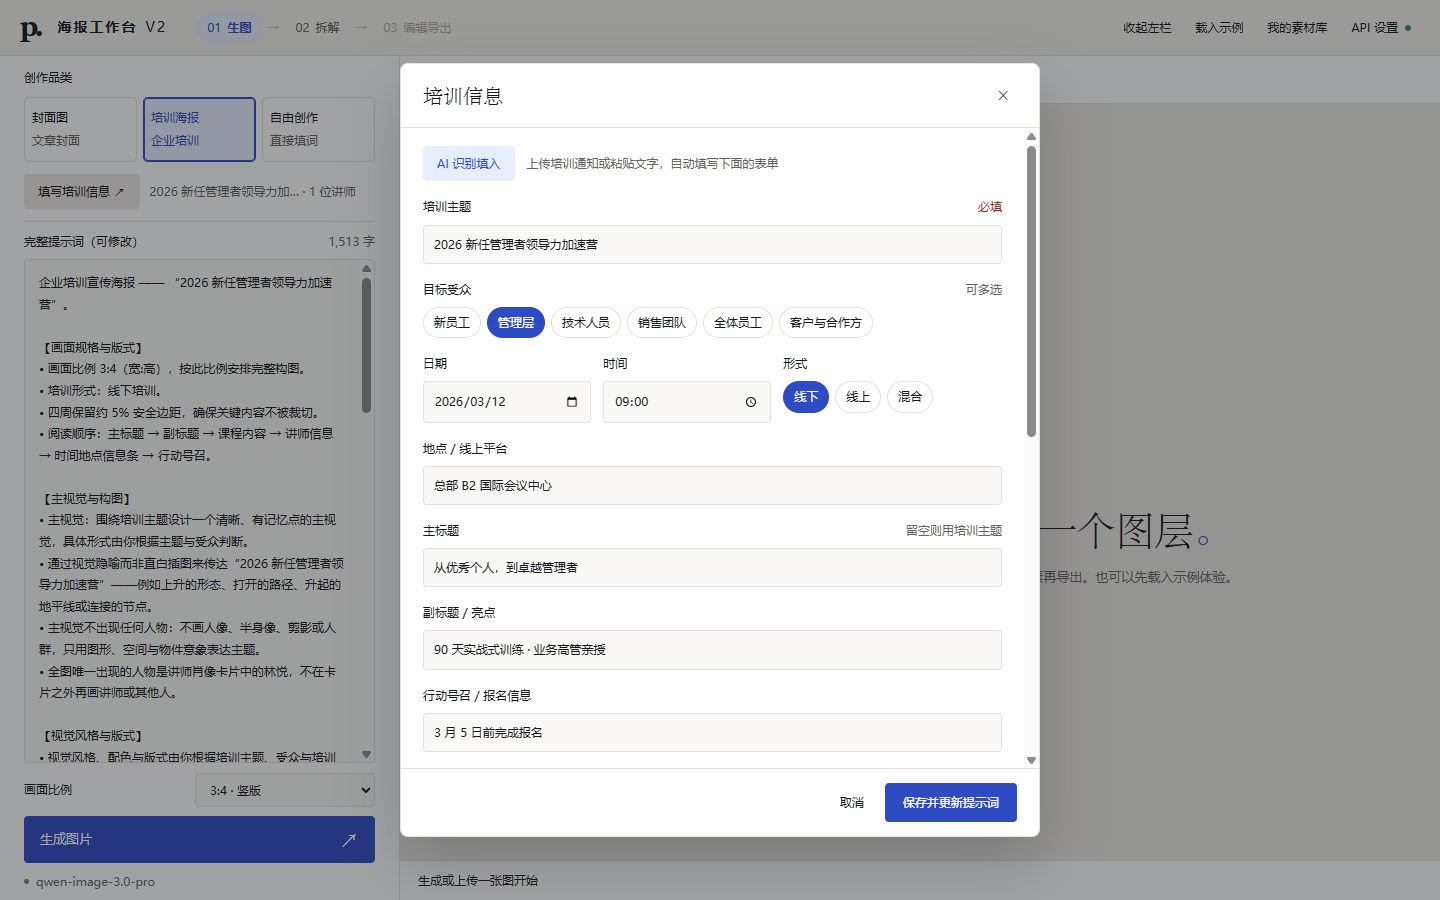 p. 海报工作台 V2
01 生图 → 02 拆解 → 03 编辑导出
收起左栏 载入示例 我的素材库 API 设置
创作品类
封面图
文章封面
培训海报
企业培训
自由创作
直接填词
填写培训信息 ↗ 2026 新任管理者领导力加... · 1 位讲师
完整提示词（可修改） 1,513 字
企业培训宣传海报 —— “2026 新任管理者领导力加速
营”。
【画面规格与版式】
• 画面比例 3:4（宽:高），按此比例安排完整构图。
• 培训形式：线下培训。
• 四周保留约 5% 安全边距，确保关键内容不被裁切。
• 阅读顺序：主标题 → 副标题 → 课程内容 → 讲师信息
→ 时间地点信息条 → 行动号召。
【主视觉与构图】
• 主视觉：围绕培训主题设计一个清晰、有记忆点的主视
觉，具体形式由你根据主题与受众判断。
• 通过视觉隐喻而非直白插图来传达“2026 新任管理者领
导力加速营”——例如上升的形态、打开的路径、升起的
地平线或连接的节点。
• 主视觉不出现任何人物：不画人像、半身像、剪影或人
群，只用图形、空间与物件意象表达主题。
• 全图唯一出现的人物是讲师肖像卡片中的林悦，不在卡
片之外再画讲师或其他人。
【视觉风格与版式】
• 视觉风格、配色与版式由你根据培训主题、受众与培训
画面比例 3:4 · 竖版
生成图片
qwen-image-3.0-pro
培训信息 ×
AI 识别填入 上传培训通知或粘贴文字，自动填写下面的表单
培训主题 必填
2026 新任管理者领导力加速营
目标受众 可多选
新员工 管理层 技术人员 销售团队 全体员工 客户与合作方
日期 时间 形式
2026/03/12 09:00 线下 线上 混合
地点 / 线上平台
总部 B2 国际会议中心
主标题 留空则用培训主题
从优秀个人，到卓越管理者
副标题 / 亮点
90 天实战式训练 · 业务高管亲授
行动号召 / 报名信息
3 月 5 日前完成报名
取消 保存并更新提示词
一个图层。
再导出。也可以先载入示例体验。
生成或上传一张图开始